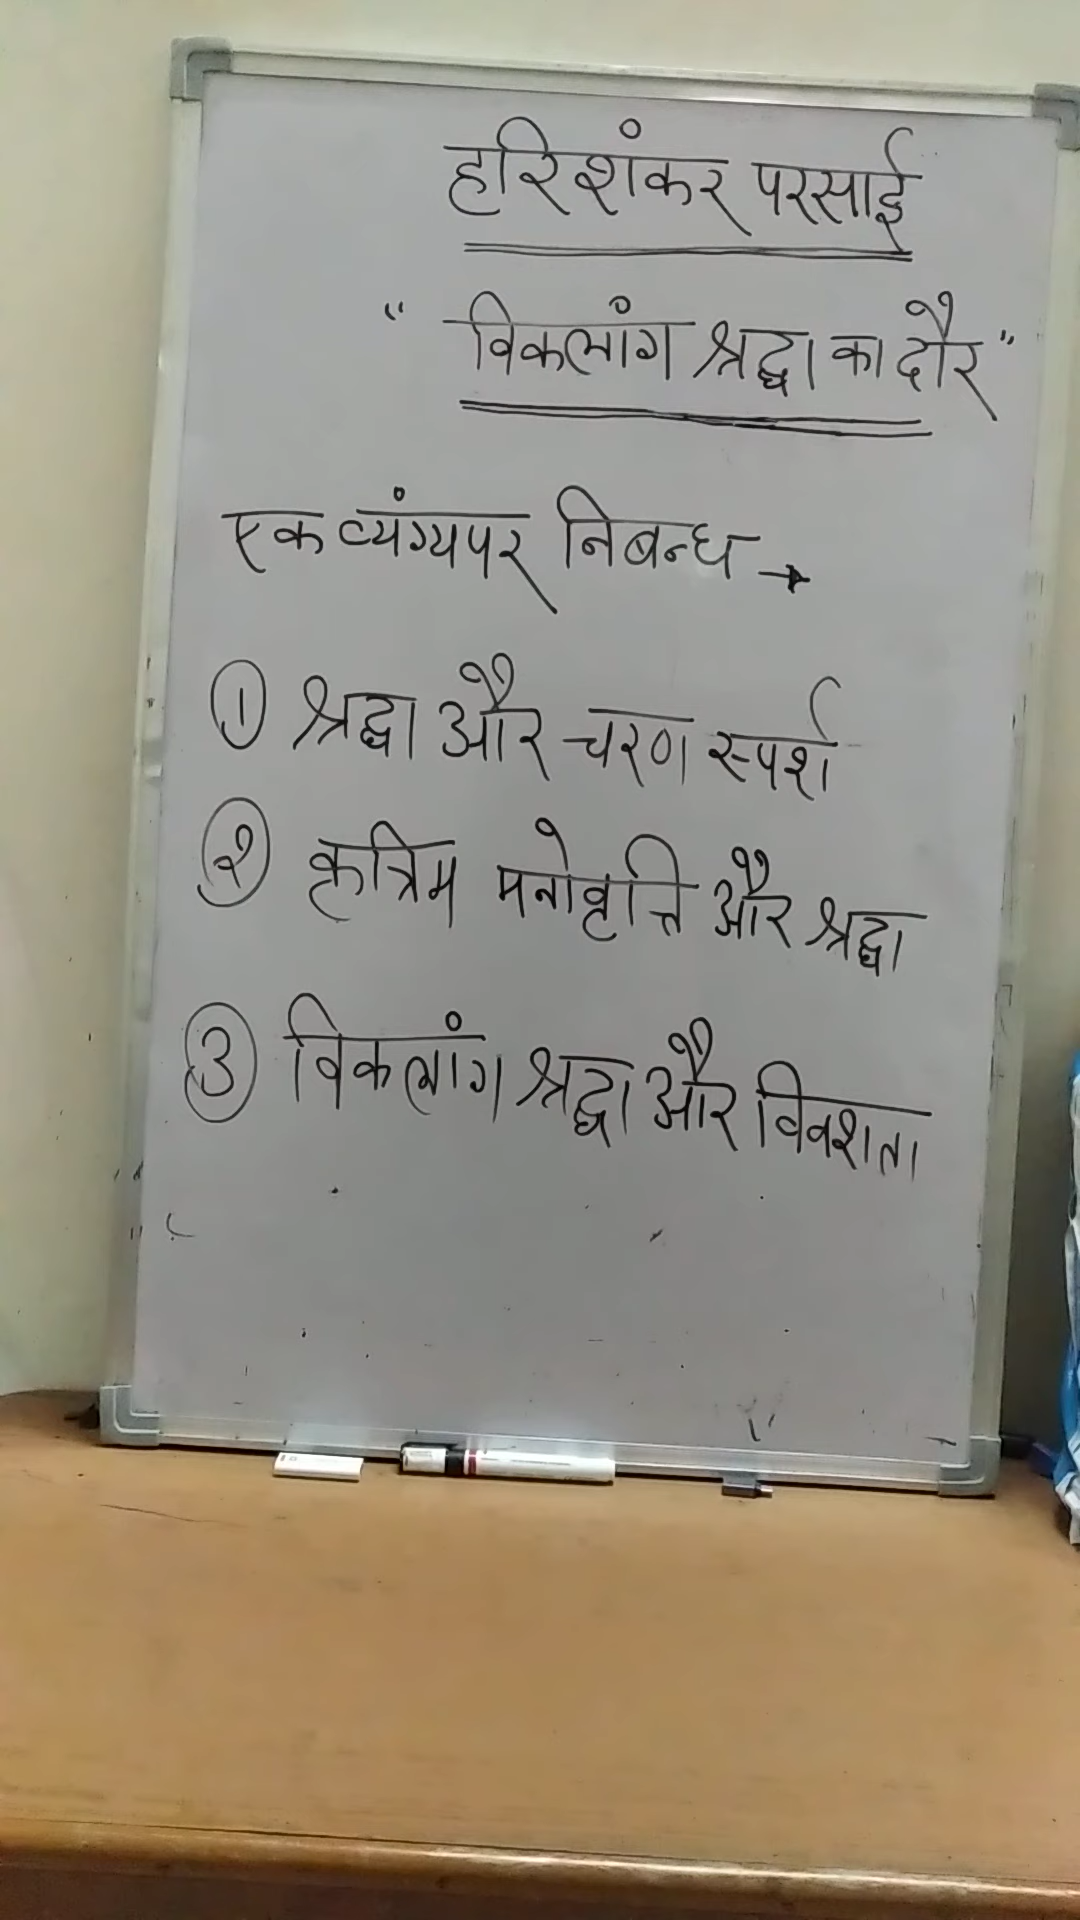 हरिशंकर परसाई
"विकलांग श्रद्धा का दौर"
एक व्यंग्यपर निबन्ध →
① श्रद्धा और चरण स्पर्श
② कृत्रिम मनोवृत्ति और श्रद्धा
③ विकलांग श्रद्धा और विवशता